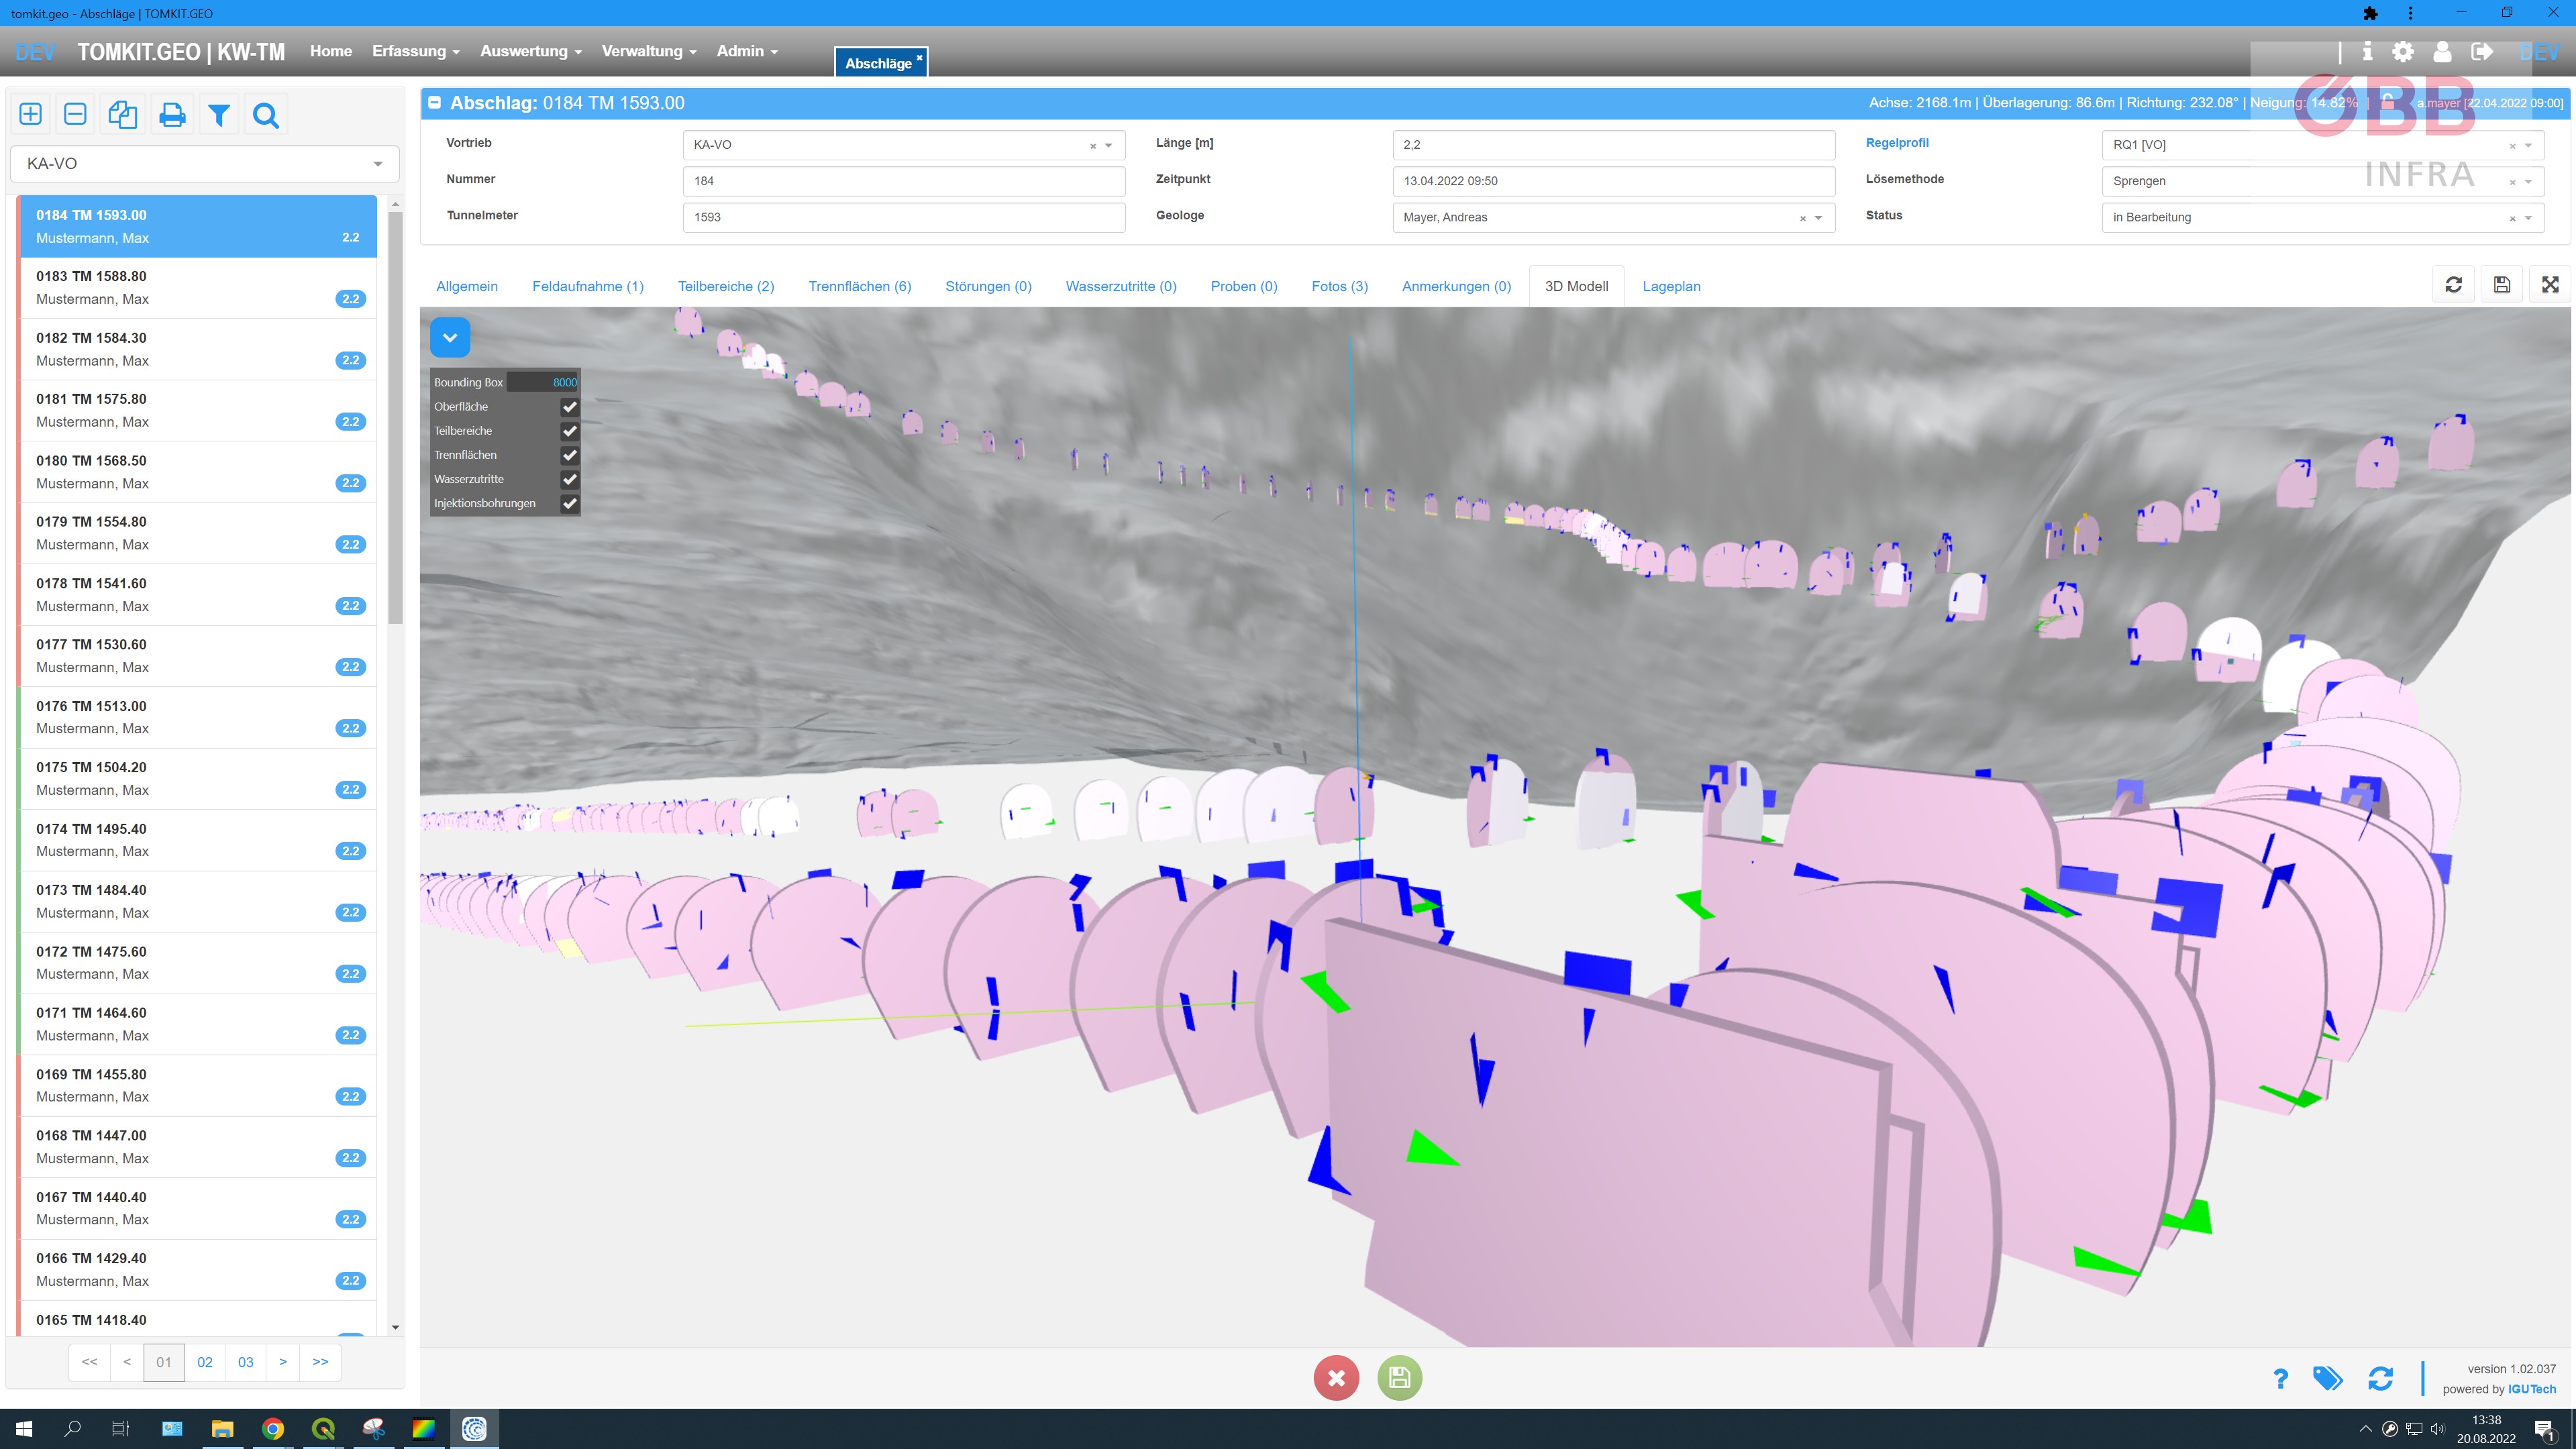 tomkit.geo - Abschläge | TOMKIT.GEO
DEV TOMKIT.GEO | KW-TM Home Erfassung Auswertung Verwaltung Admin Abschläge × DEV
ÖBB
INFRA
KA-VO
0184 TM 1593.00
Mustermann, Max 2.2
0183 TM 1588.80
Mustermann, Max 2.2
0182 TM 1584.30
Mustermann, Max 2.2
0181 TM 1575.80
Mustermann, Max 2.2
0180 TM 1568.50
Mustermann, Max 2.2
0179 TM 1554.80
Mustermann, Max 2.2
0178 TM 1541.60
Mustermann, Max 2.2
0177 TM 1530.60
Mustermann, Max 2.2
0176 TM 1513.00
Mustermann, Max 2.2
0175 TM 1504.20
Mustermann, Max 2.2
0174 TM 1495.40
Mustermann, Max 2.2
0173 TM 1484.40
Mustermann, Max 2.2
0172 TM 1475.60
Mustermann, Max 2.2
0171 TM 1464.60
Mustermann, Max 2.2
0169 TM 1455.80
Mustermann, Max 2.2
0168 TM 1447.00
Mustermann, Max 2.2
0167 TM 1440.40
Mustermann, Max 2.2
0166 TM 1429.40
Mustermann, Max 2.2
0165 TM 1418.40
<< < 01 02 03 > >>
Abschlag: 0184 TM 1593.00 Achse: 2168.1m | Überlagerung: 86.6m | Richtung: 232.08° | Neigung: 14.82% | a.mayer [22.04.2022 09:00]
Vortrieb KA-VO Länge [m] 2,2 Regelprofil RQ1 [VO]
Nummer 184 Zeitpunkt 13.04.2022 09:50 Lösemethode Sprengen
Tunnelmeter 1593 Geologe Mayer, Andreas Status in Bearbeitung
Allgemein Feldaufnahme (1) Teilbereiche (2) Trennflächen (6) Störungen (0) Wasserzutritte (0) Proben (0) Fotos (3) Anmerkungen (0) 3D Modell Lageplan
Bounding Box 8000
Oberfläche
Teilbereiche
Trennflächen
Wasserzutritte
Injektionsbohrungen
version 1.02.037
powered by IGUTech
13:38
20.08.2022
1